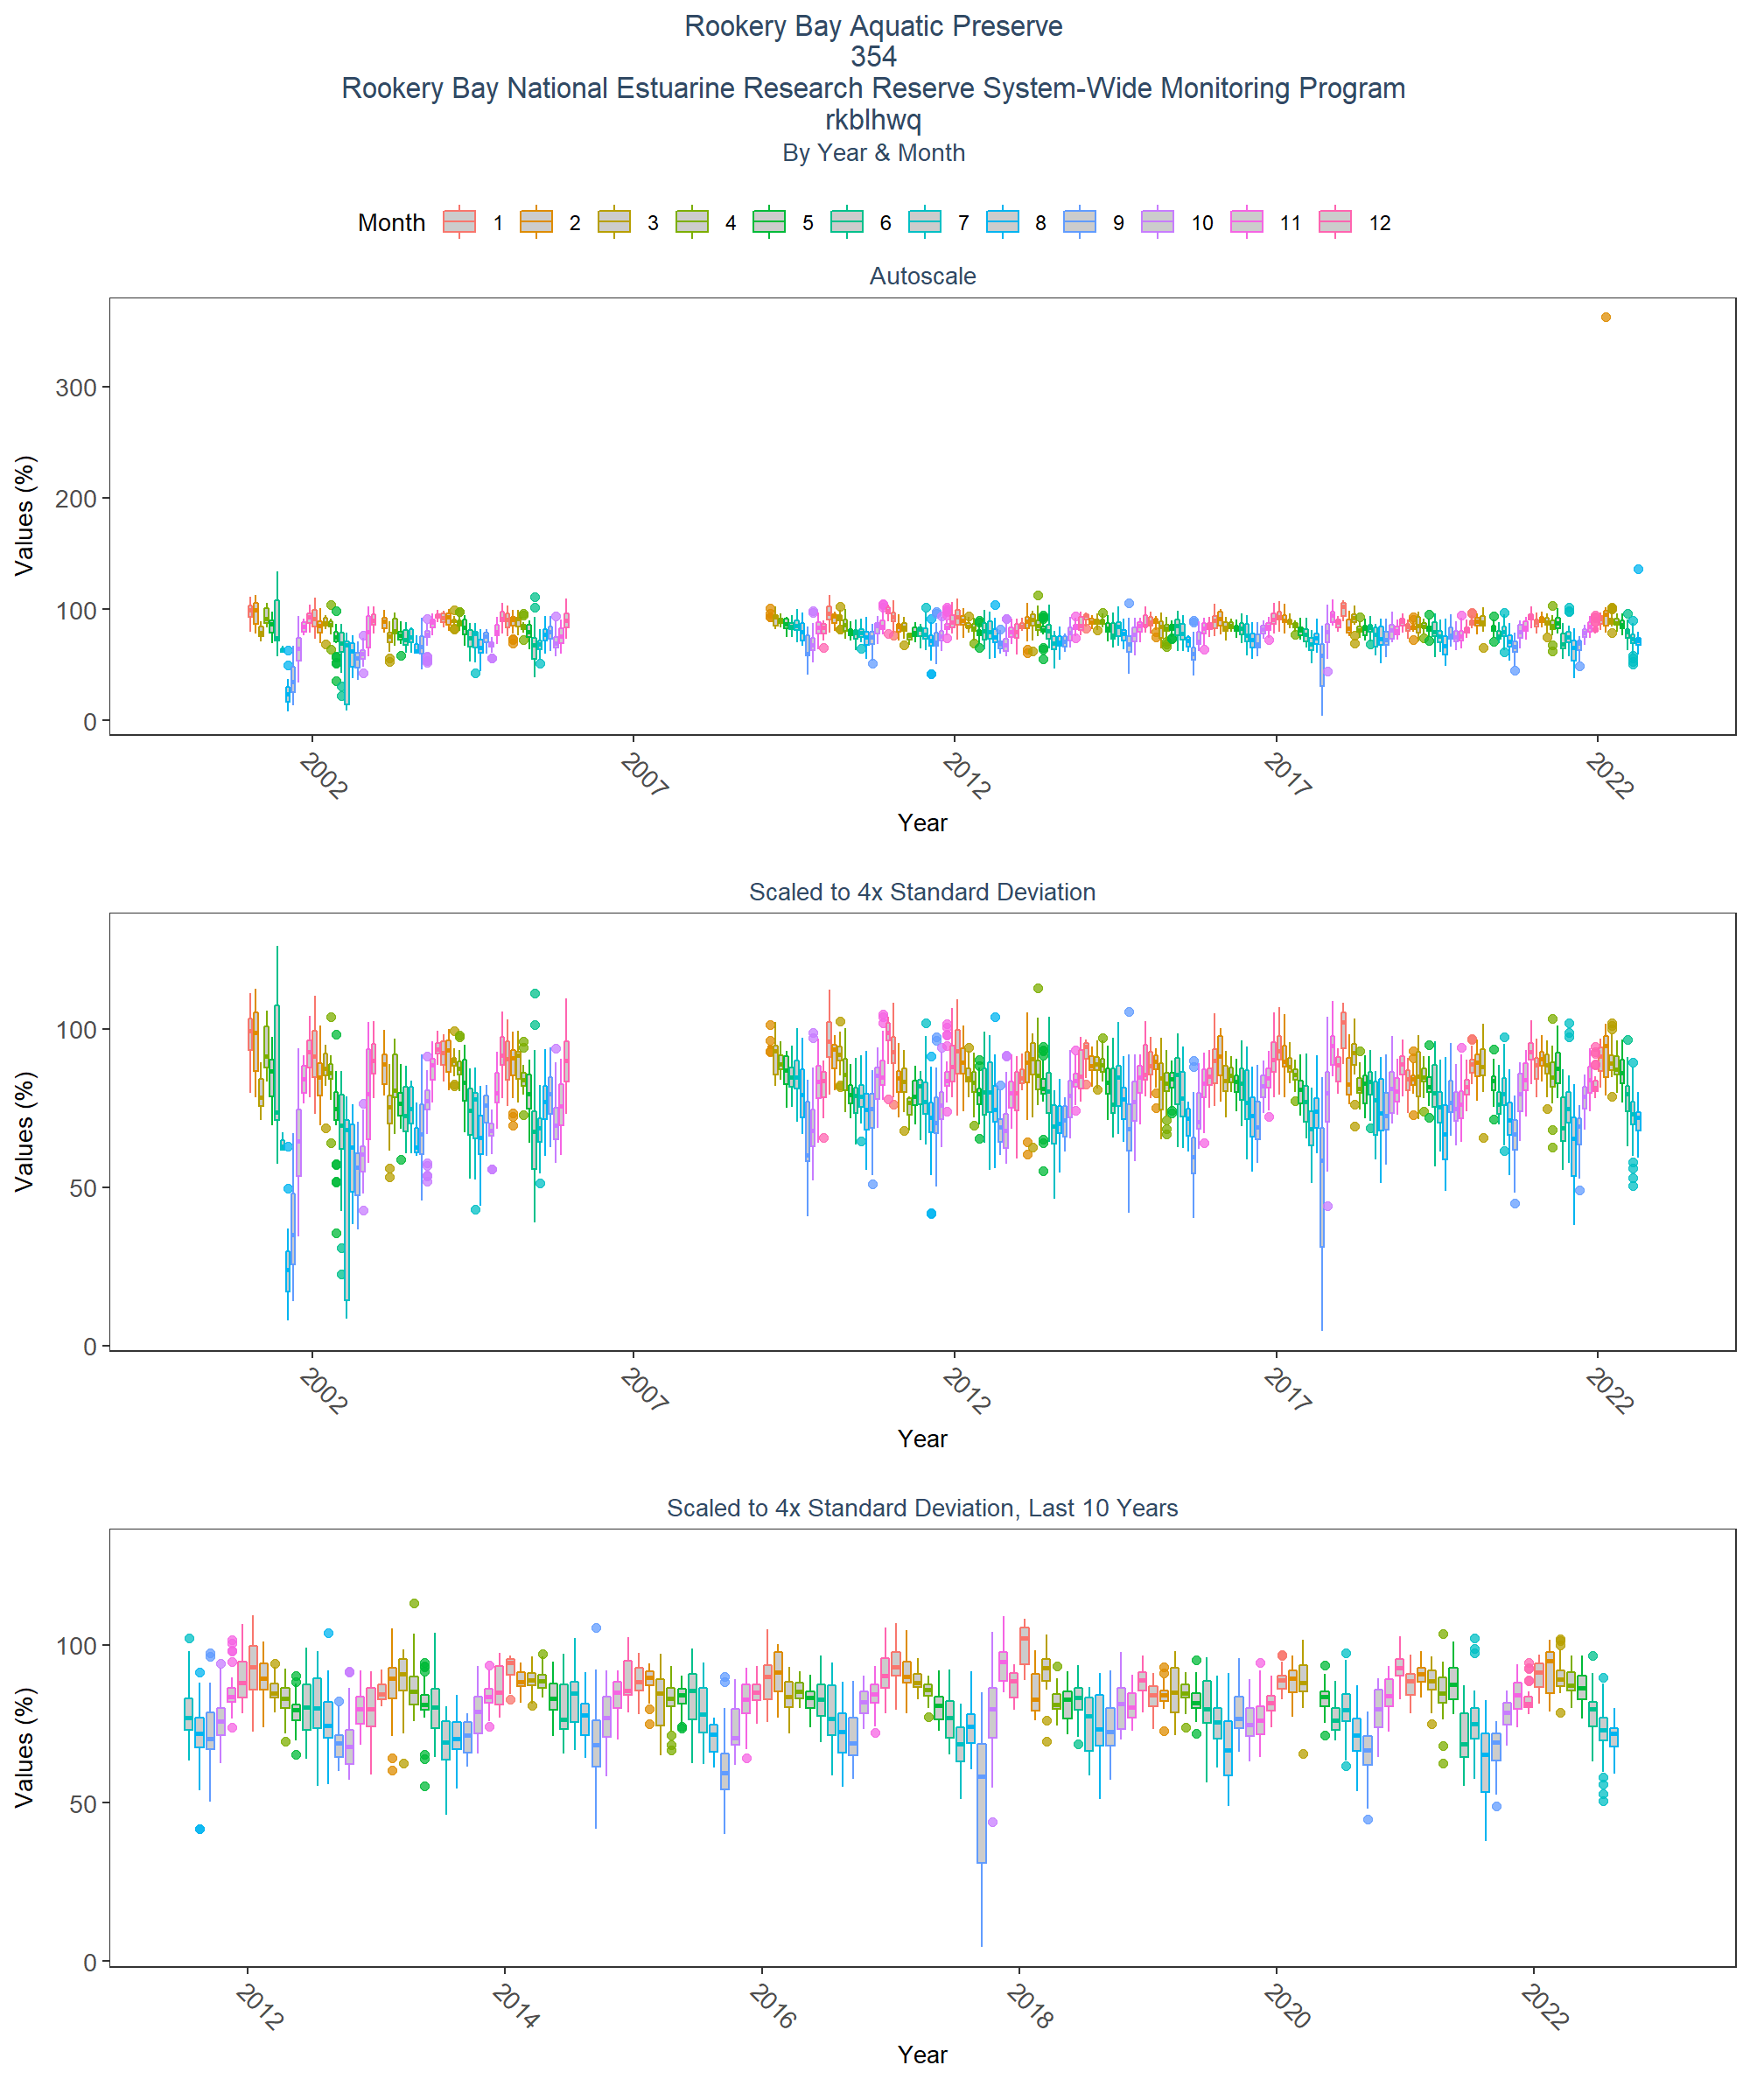 Rookery Bay Aquatic Preserve
354
Rookery Bay National Estuarine Research Reserve System-Wide Monitoring Program
rkblhwq
By Year & Month
Month 1 2 3 4 5 6 7 8 9 10 11 12
Autoscale
Values (%)
300
200
100
0
2002 2007 2012 2017 2022
Year
Scaled to 4x Standard Deviation
Values (%)
100
50
0
2002 2007 2012 2017 2022
Year
Scaled to 4x Standard Deviation, Last 10 Years
Values (%)
100
50
0
2012 2014 2016 2018 2020 2022
Year